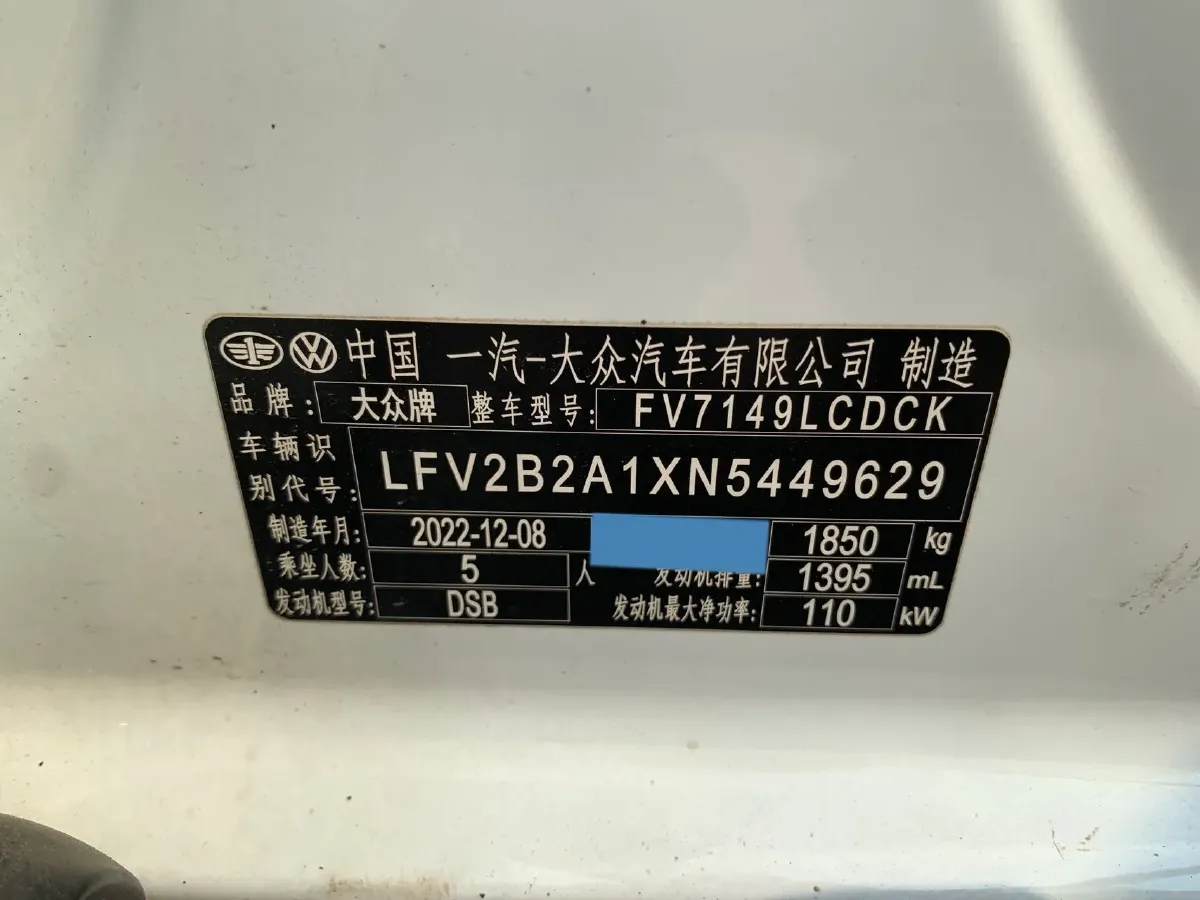 中国 一汽-大众汽车有限公司 制造
品牌: 大众牌 整车型号: FV7149LCDCK
车辆识别代号: LFV2B2A1XN5449629
制造年月: 2022-12-08 1850 kg
乘坐人数: 5 人 发动机排量: 1395 mL
发动机型号: DSB 发动机最大净功率: 110 kW